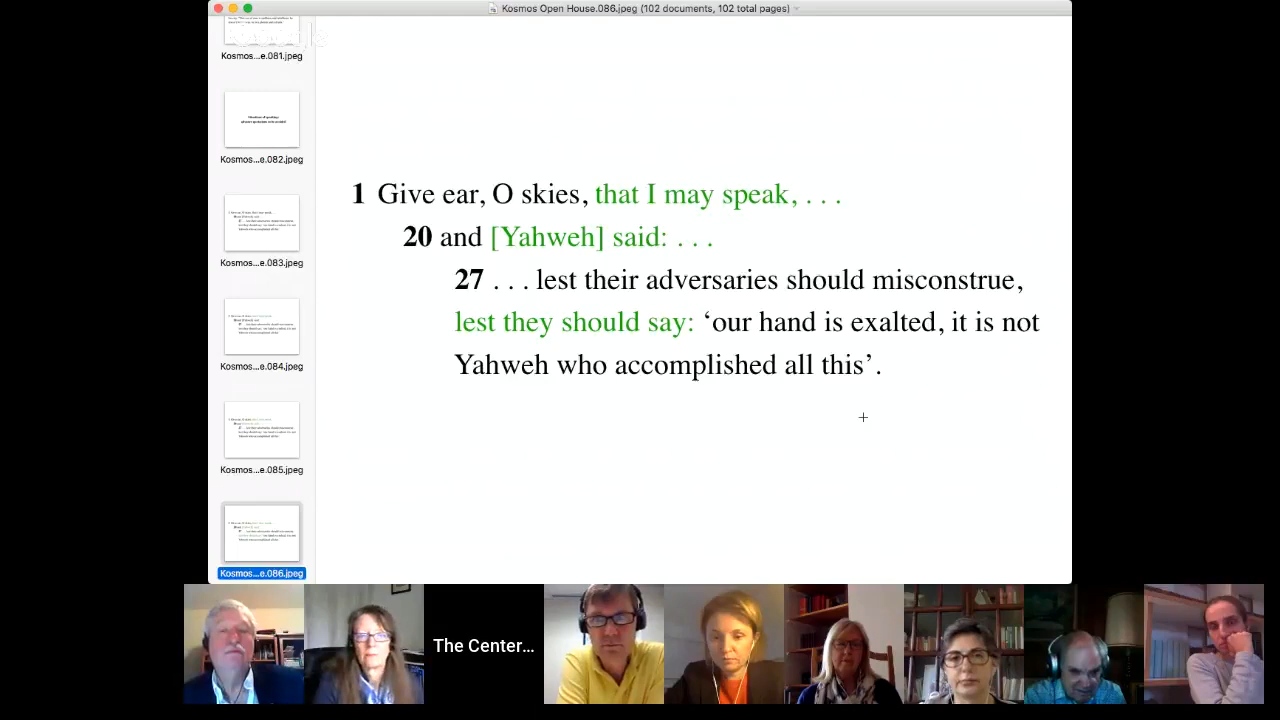 Kosmos Open House.086.jpeg (102 documents, 102 total pages)
Kosmos...e.081.jpeg
Kosmos...e.082.jpeg
Kosmos...e.083.jpeg
Kosmos...e.084.jpeg
Kosmos...e.085.jpeg
Kosmos...e.086.jpeg
1 Give ear, O skies, that I may speak, . . .
20 and [Yahweh] said: . . .
27 . . . lest their adversaries should misconstrue,
lest they should say: ‘our hand is exalted, it is not
Yahweh who accomplished all this’.
The Center...